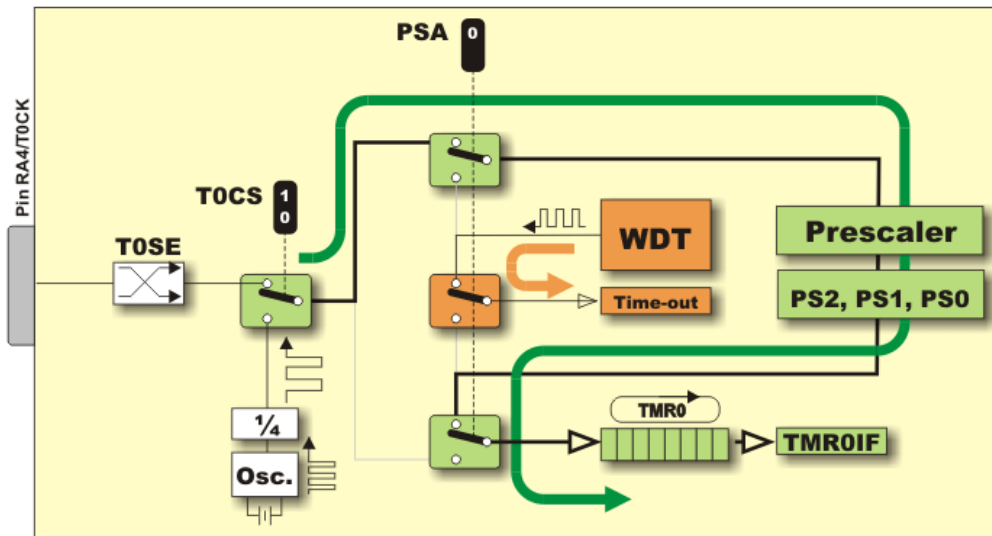 PSA
0
Pin RA4/T0CK
T0CS
1
0
T0SE
WDT
Prescaler
Time-out
PS2, PS1, PS0
TMR0
¼
TMR0IF
Osc.